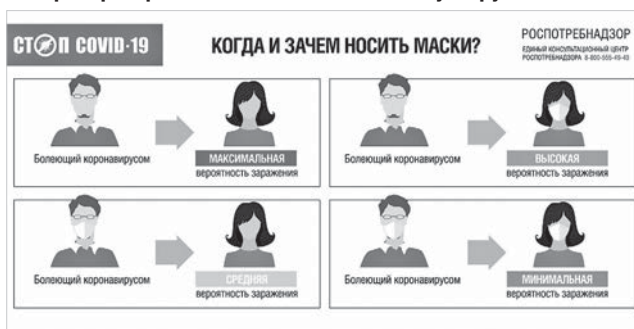 СТОП COVID-19
КОГДА И ЗАЧЕМ НОСИТЬ МАСКИ?
РОСПОТРЕБНАДЗОР
ЕДИНЫЙ КОНСУЛЬТАЦИОННЫЙ ЦЕНТР
РОСПОТРЕБНАДЗОРА 8-800-555-49-43
Болеющий коронавирусом
МАКСИМАЛЬНАЯ
вероятность заражения
Болеющий коронавирусом
ВЫСОКАЯ
вероятность заражения
Болеющий коронавирусом
СРЕДНЯЯ
вероятность заражения
Болеющий коронавирусом
МИНИМАЛЬНАЯ
вероятность заражения